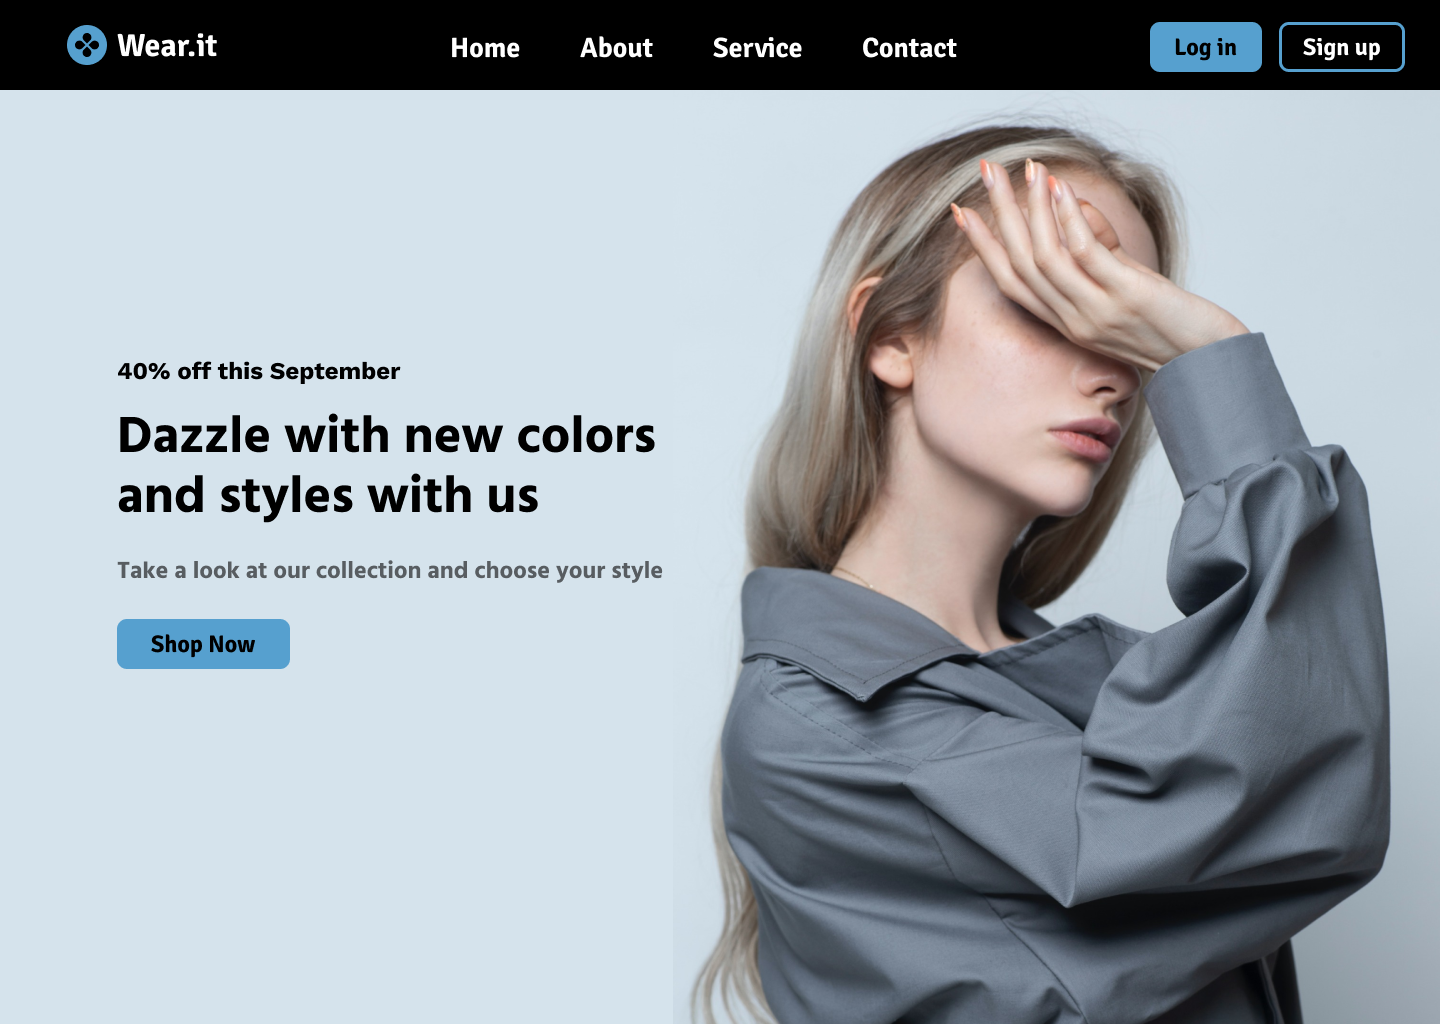 Wear.it
Home About Service Contact
Log in
Sign up
40% off this September
Dazzle with new colors
and styles with us
Take a look at our collection and choose your style
Shop Now